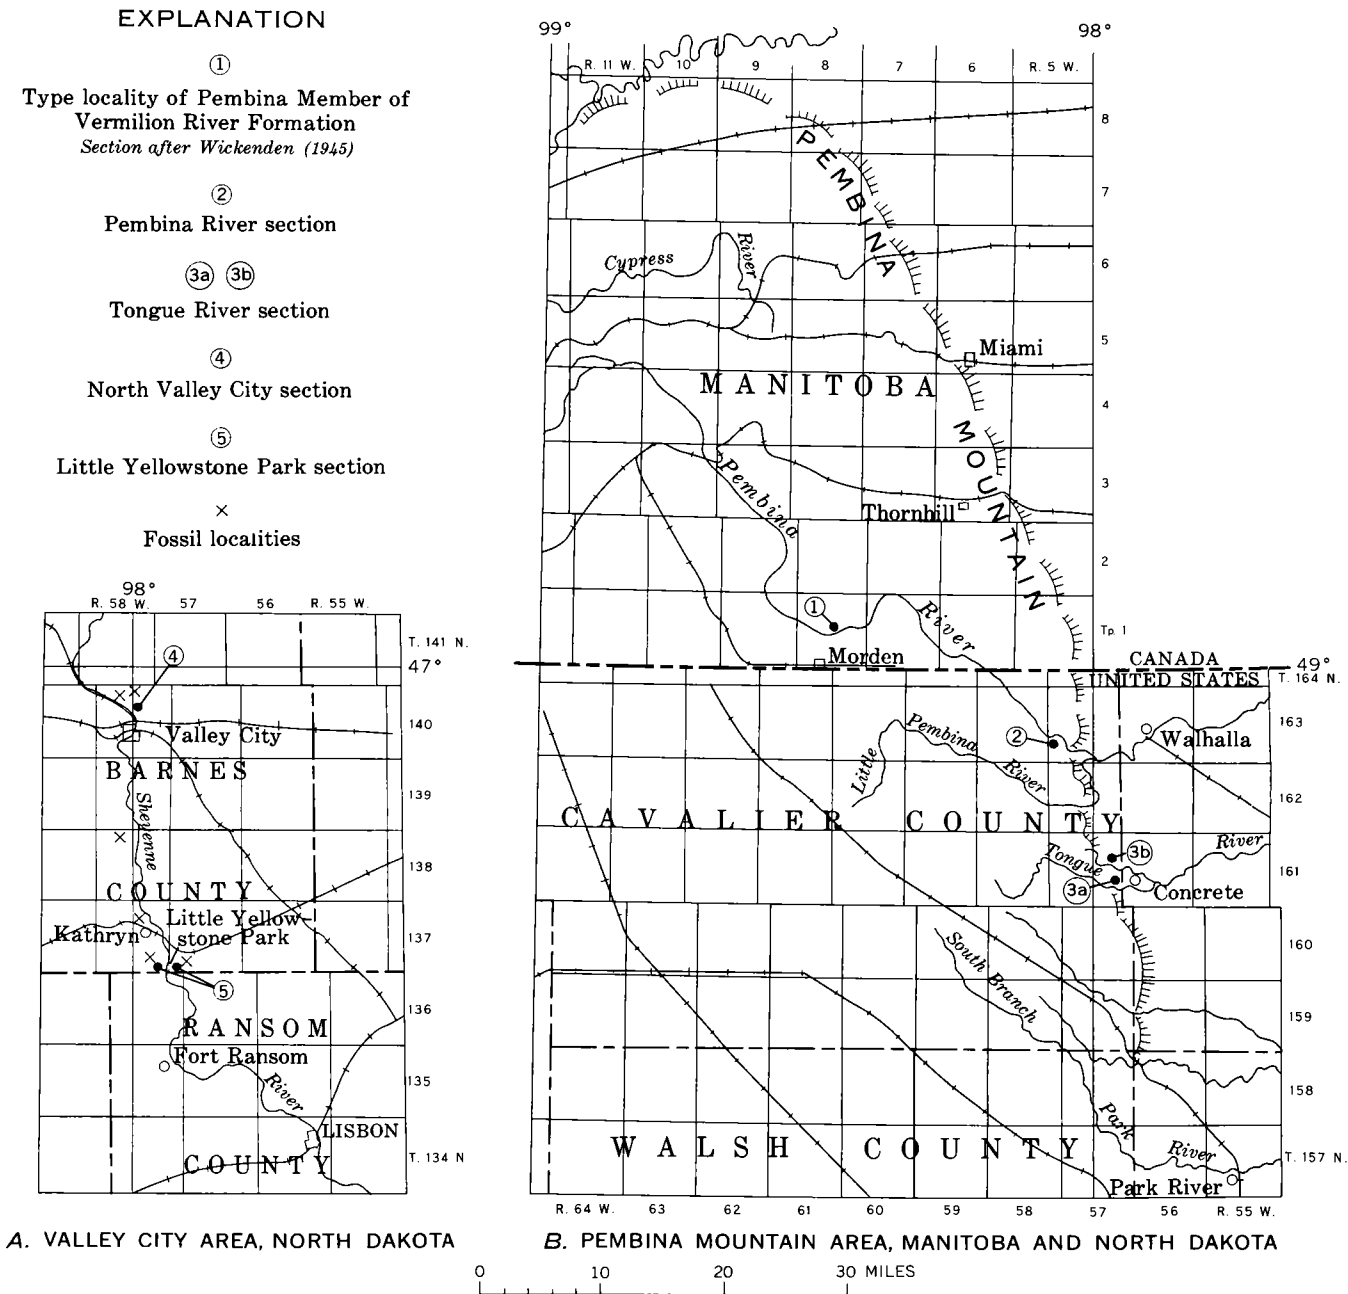 EXPLANATION
1
Type locality of Pembina Member of
Vermilion River Formation
Section after Wickenden (1945)
2
Pembina River section
3a 3b
Tongue River section
4
North Valley City section
5
Little Yellowstone Park section
×
Fossil localities
98°
R. 58 W. 57 56 R. 55 W.
T. 141 N.
47°
4
140
Valley City
BARNES
139
Sheyenne
138
COUNTY
Little Yellow-
stone Park
Kathryn
137
5
136
RANSOM
Fort Ransom
135
River
LISBON
COUNTY
T. 134 N
A. VALLEY CITY AREA, NORTH DAKOTA
99° 98°
R. 11 W. 10 9 8 7 6 R. 5 W.
8
PEMBINA
7
Cypress River
6
5
Miami
MANITOBA
4
MOUNTAIN
Pembina
3
Thornhill
2
1
River
Tp. 1
Morden
CANADA
49°
UNITED STATES
T. 164 N.
163
Little Pembina River
2
Walhalla
162
CAVALIER COUNTY
Tongue River
3b
161
3a
Concrete
160
South Branch
159
158
Park River
WALSH COUNTY
T. 157 N.
Park River
R. 64 W. 63 62 61 60 59 58 57 56 R. 55 W.
B. PEMBINA MOUNTAIN AREA, MANITOBA AND NORTH DAKOTA
0 10 20 30 MILES